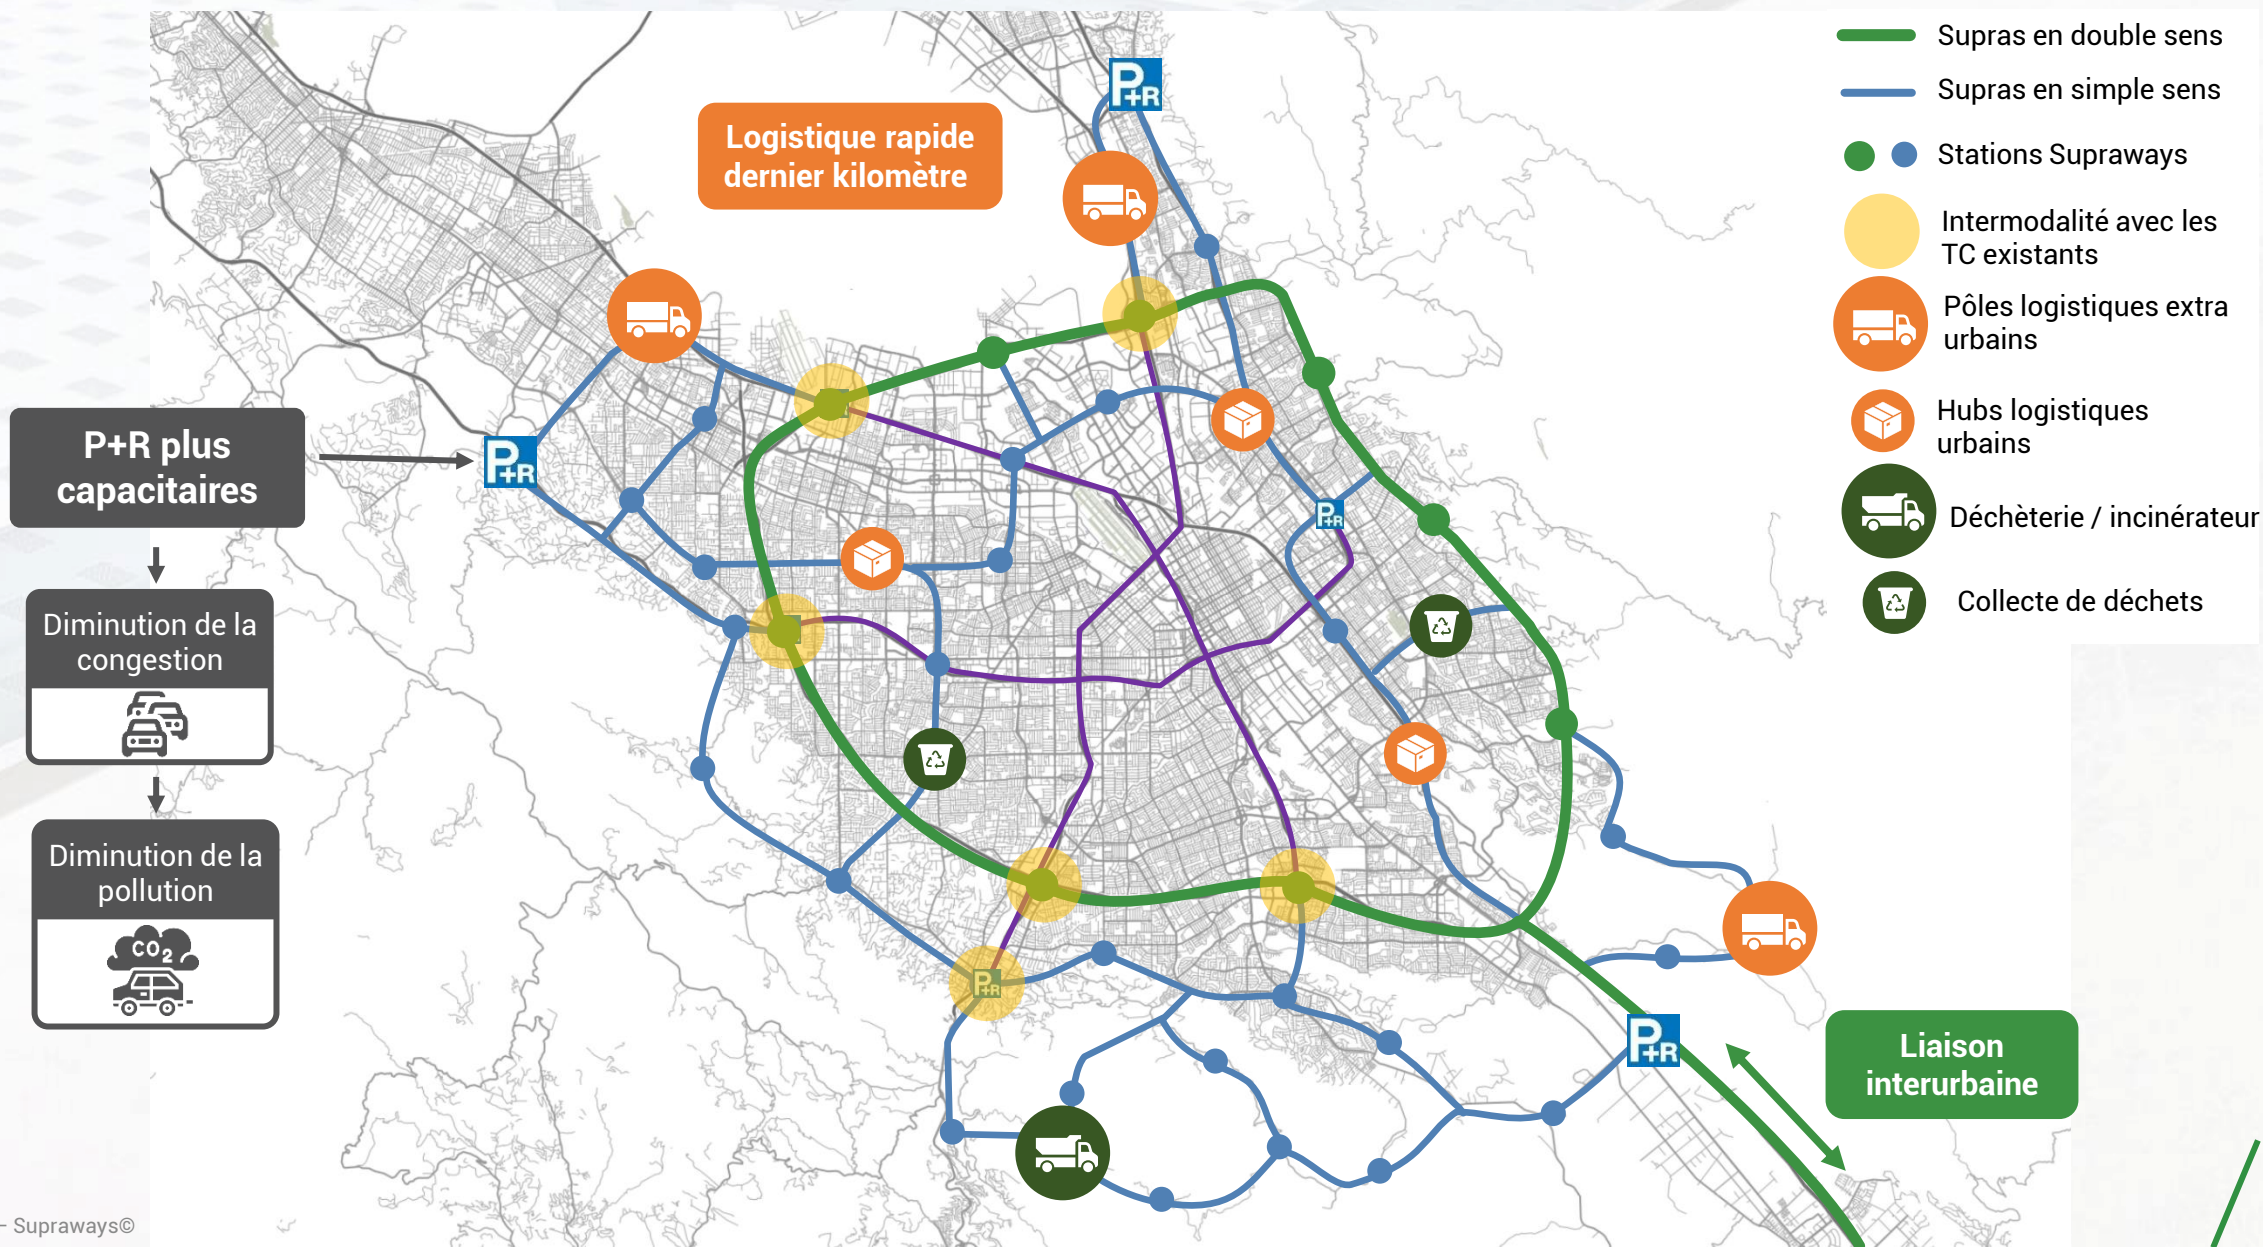 Supras en double sens
Supras en simple sens
Stations Supraways
Intermodalité avec les
TC existants
Pôles logistiques extra
urbains
Hubs logistiques
urbains
Déchèterie / incinérateur
Collecte de déchets
Logistique rapide
dernier kilomètre
P+R
P+R plus
capacitaires
P+R
P+R
Diminution de la
congestion
Diminution de la
pollution
CO2
P+R
P+R
Liaison
interurbaine
– Supraways©